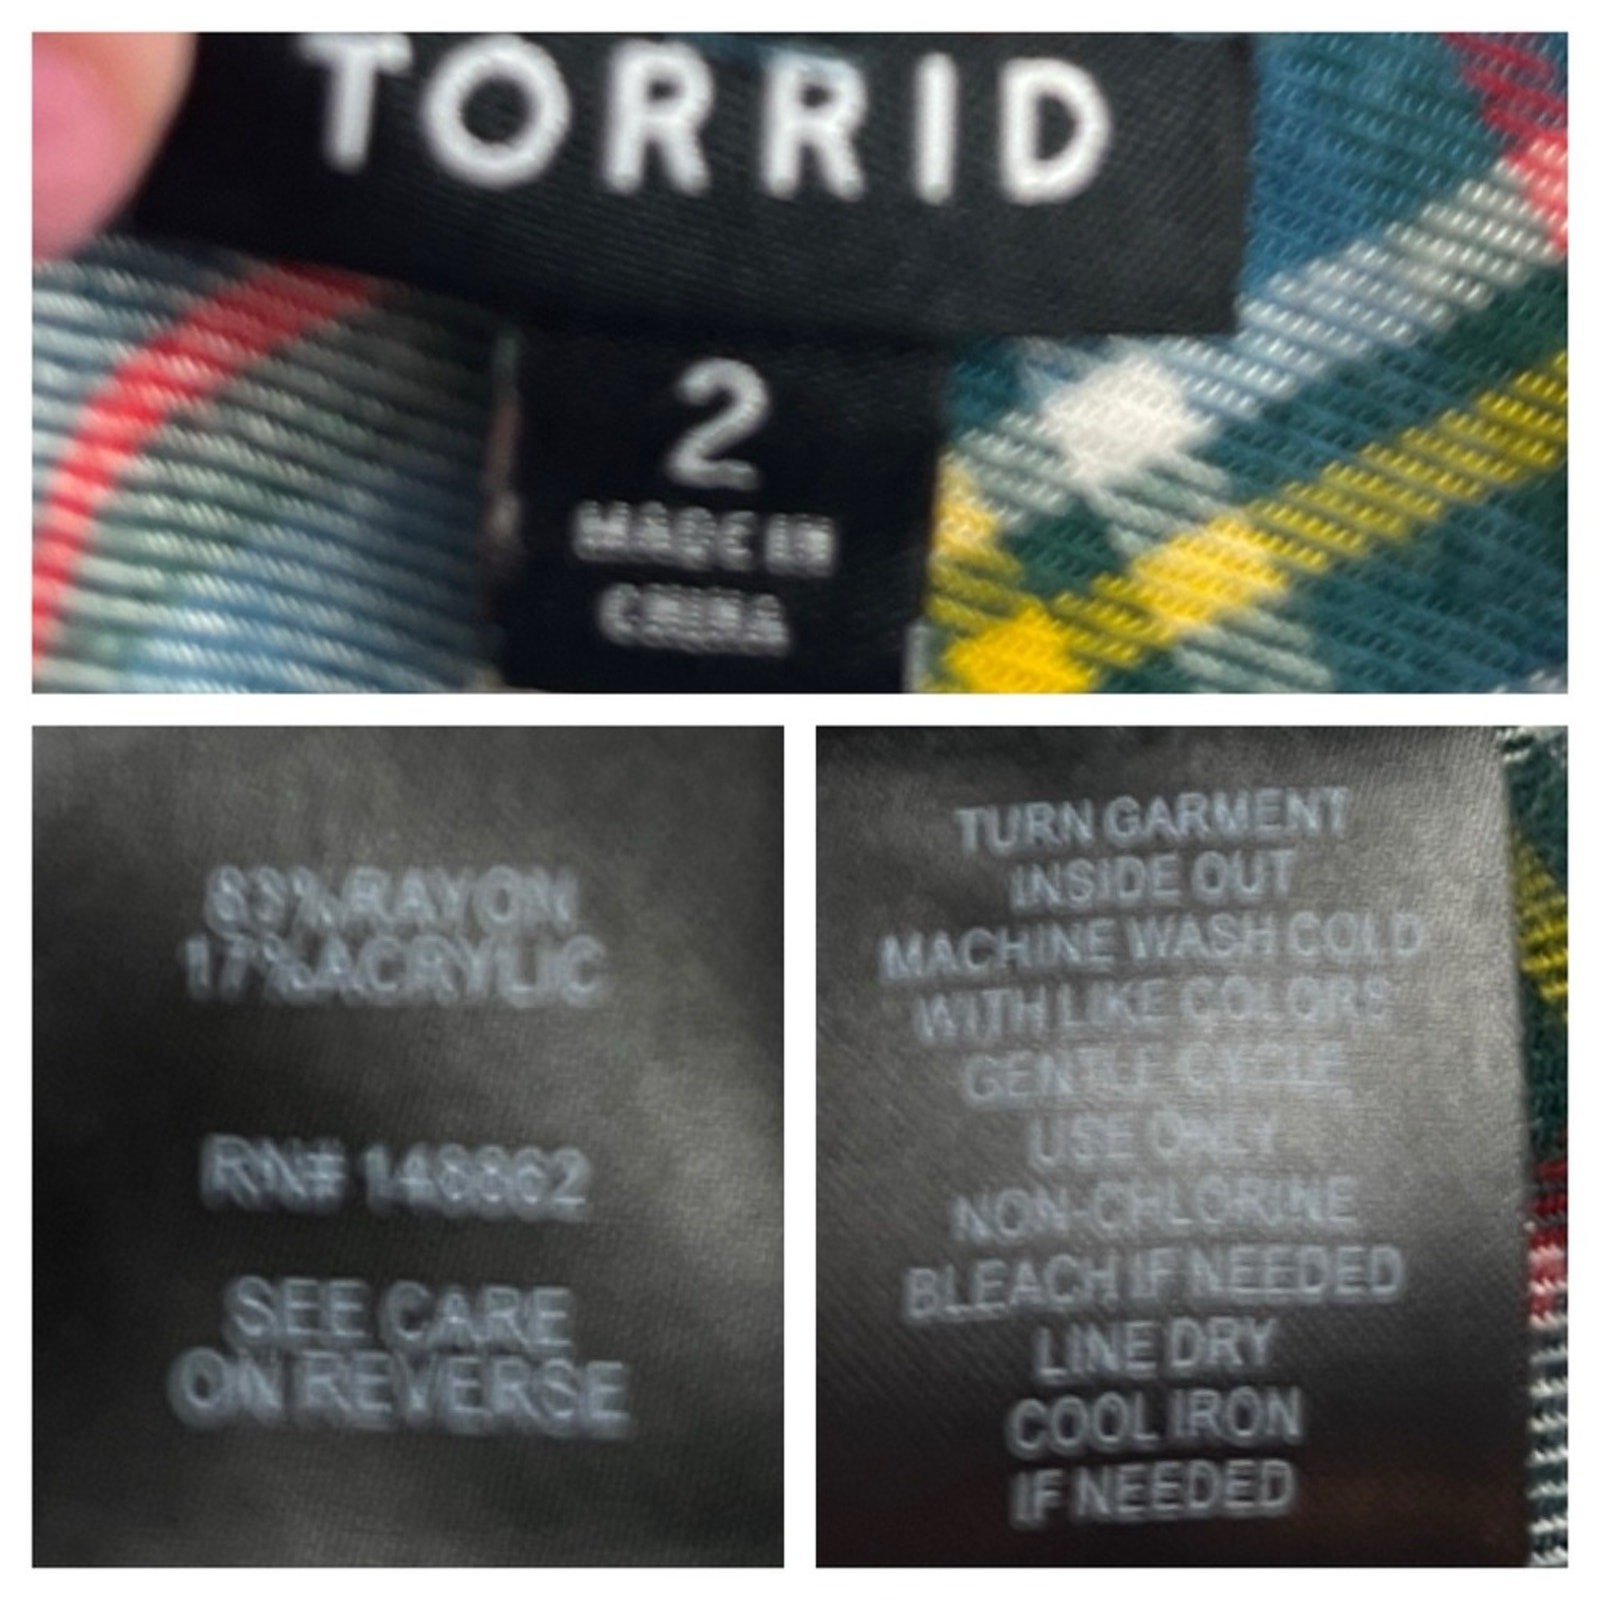 TORRID
2
MADE IN
CHINA
83% RAYON
17% ACRYLIC
RN# 148862
SEE CARE
ON REVERSE
TURN GARMENT
INSIDE OUT
MACHINE WASH COLD
WITH LIKE COLORS
GENTLE CYCLE
USE ONLY
NON-CHLORINE
BLEACH IF NEEDED
LINE DRY
COOL IRON
IF NEEDED